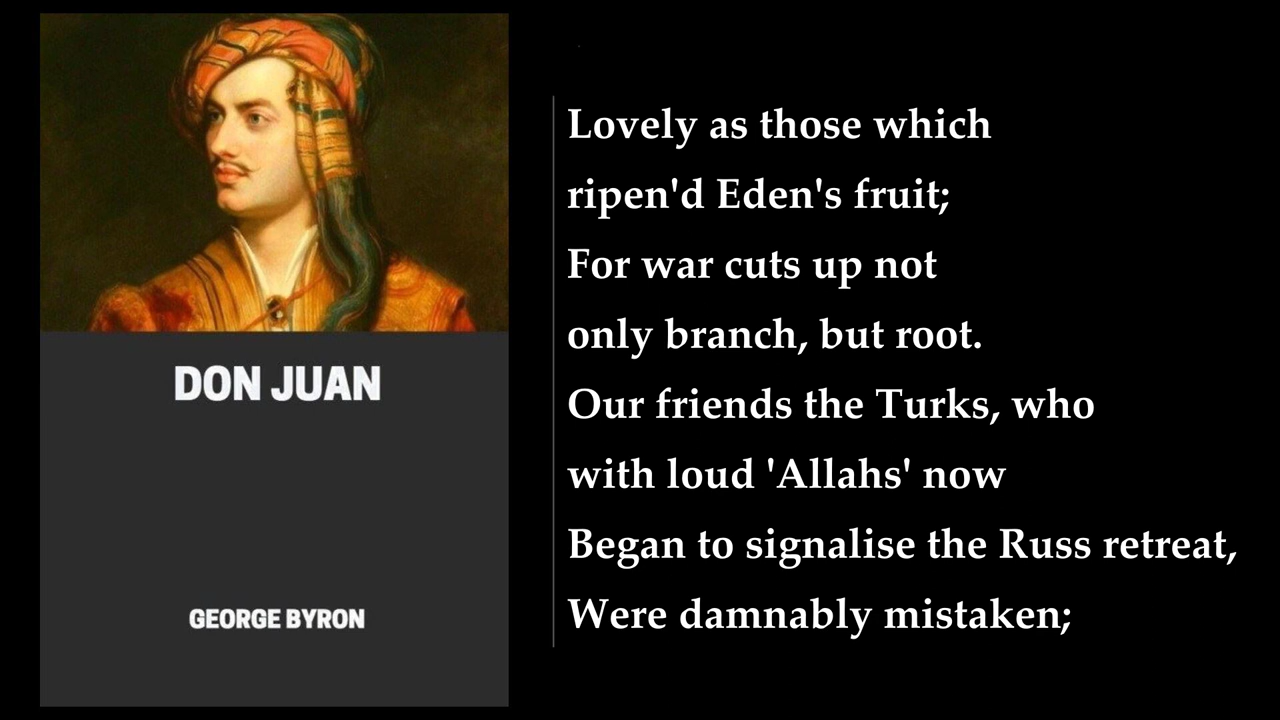 DON JUAN
GEORGE BYRON
Lovely as those which
ripen'd Eden's fruit;
For war cuts up not
only branch, but root.
Our friends the Turks, who
with loud 'Allahs' now
Began to signalise the Russ retreat,
Were damnably mistaken;